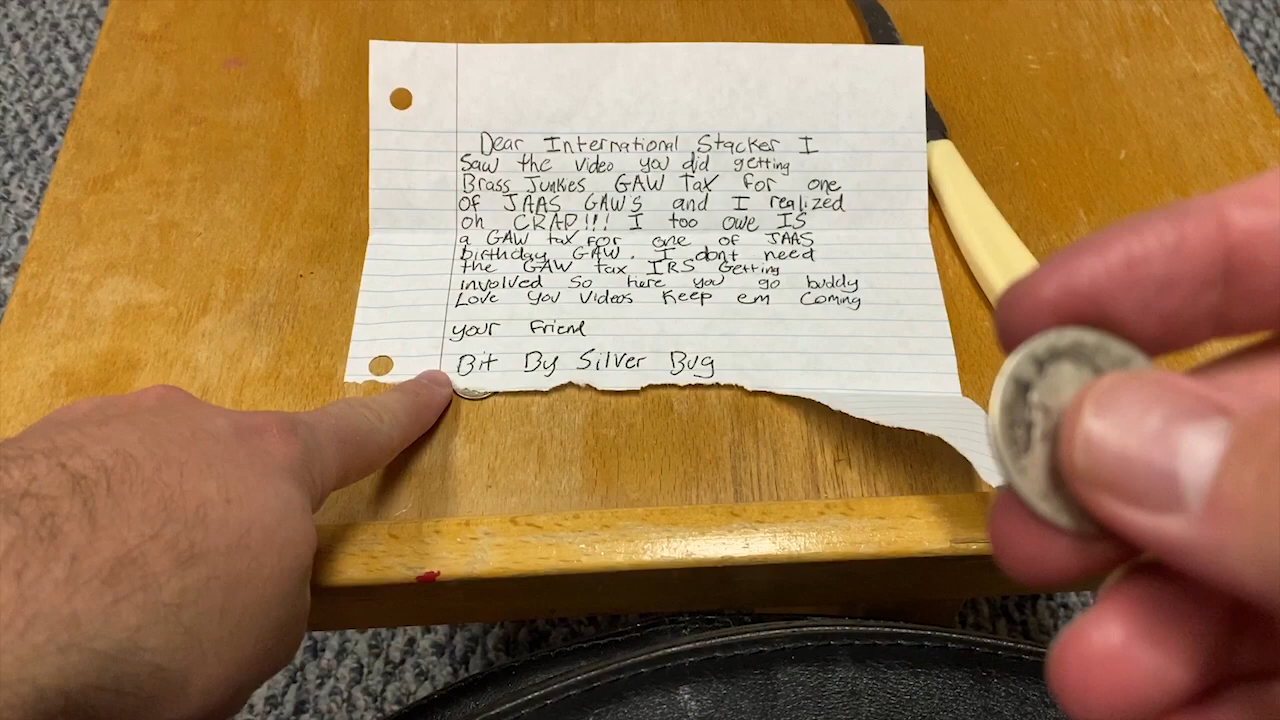 Dear International Stacker I
Saw the video you did getting
Brass Junkies GAW Tax for one
OF JAAS GAWS and I realized
oh CRAP!!! I too owe IS
a GAW tax for one of JAAS
birthday GAW. I dont need
the GAW tax IRS Getting
involved So here you go buddy
Love you Videos Keep em Coming
your Friend
Bit By Silver Bug